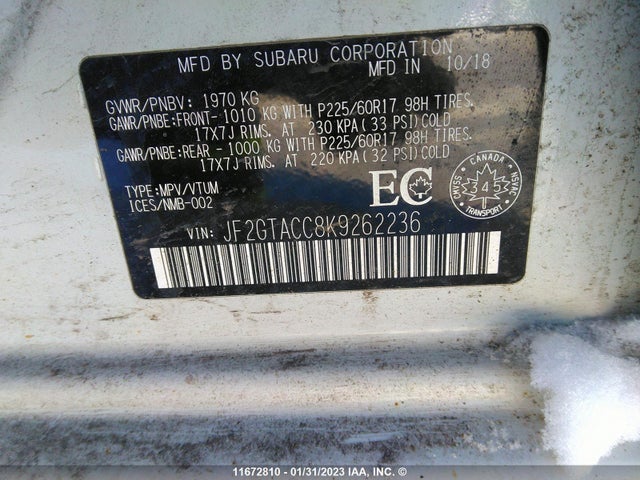 MFD BY SUBARU CORPORATION
MFD IN 10/18
GVWR/PNBV: 1970 KG
GAWR/PNBE:FRONT- 1010 KG WITH P225/60R17 98H TIRES.
17X7J RIMS. AT 230 KPA (33 PSI) COLD
GAWR/PNBE:REAR - 1000 KG WITH P225/60R17 98H TIRES.
17X7J RIMS. AT 220 KPA (32 PSI) COLD
TYPE:MPV/VTUM
ICES/NMB-002
EC
CANADA
CMVSS
NSVAC
345
TRANSPORT
VIN: JF2GTACC8K9262236
11672810 - 01/31/2023 IAA, INC. ©